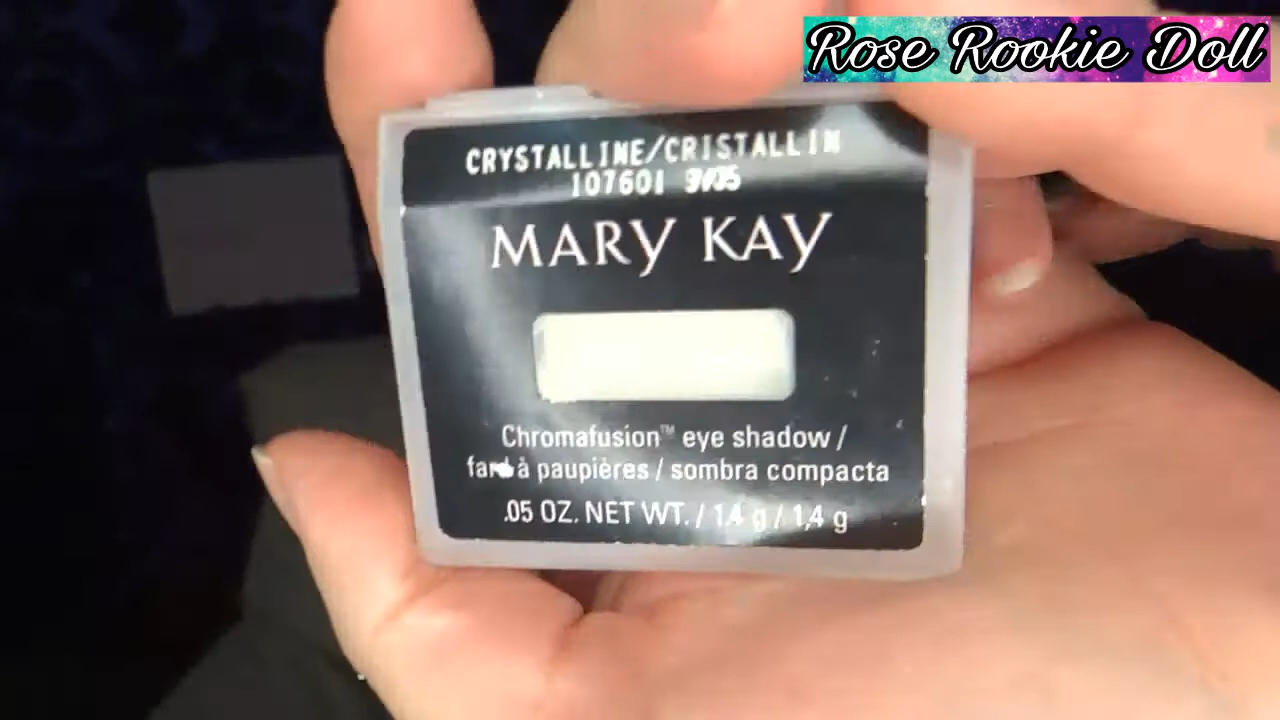 Rose Rookie Doll
CRYSTALLINE/CRISTALLIN
107601
MARY KAY
Chromafusion™ eye shadow /
fard à paupières / sombra compacta
.05 OZ. NET WT. / 1.4 g / 1,4 g